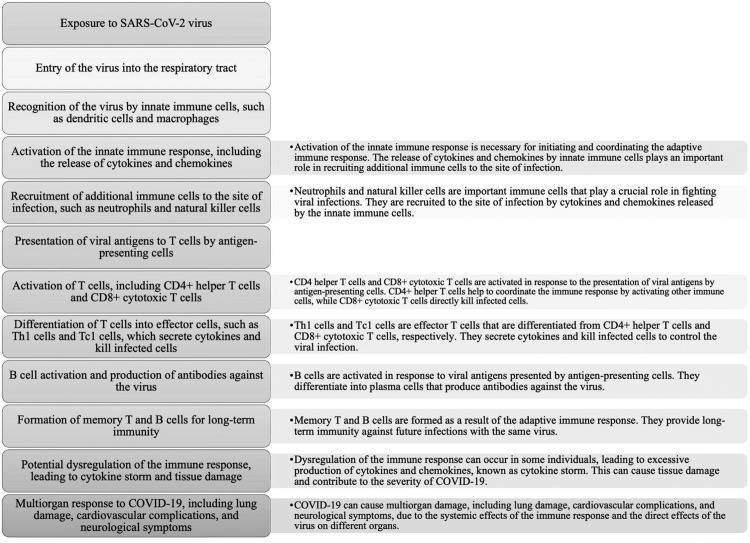 Exposure to SARS-CoV-2 virus
Entry of the virus into the respiratory tract
Recognition of the virus by innate immune cells, such
as dendritic cells and macrophages
Activation of the innate immune response, including
the release of cytokines and chemokines
•Activation of the innate immune response is necessary for initiating and coordinating the adaptive
immune response. The release of cytokines and chemokines by innate immune cells plays an important
role in recruiting additional immune cells to the site of infection.
Recruitment of additional immune cells to the site of
infection, such as neutrophils and natural killer cells
•Neutrophils and natural killer cells are important immune cells that play a crucial role in fighting
viral infections. They are recruited to the site of infection by cytokines and chemokines released
by the innate immune cells.
Presentation of viral antigens to T cells by antigen-
presenting cells
Activation of T cells, including CD4+ helper T cells
and CD8+ cytotoxic T cells
•CD4 helper T cells and CD8+ cytotoxic T cells are activated in response to the presentation of viral antigens by
antigen-presenting cells. CD4+ helper T cells help to coordinate the immune response by activating other immune
cells, while CD8+ cytotoxic T cells directly kill infected cells.
Differentiation of T cells into effector cells, such as
Th1 cells and Tc1 cells, which secrete cytokines and
kill infected cells
•Th1 cells and Tc1 cells are effector T cells that are differentiated from CD4+ helper T cells and
CD8+ cytotoxic T cells, respectively. They secrete cytokines and kill infected cells to control the
viral infection.
B cell activation and production of antibodies against
the virus
•B cells are activated in response to viral antigens presented by antigen-presenting cells. They
differentiate into plasma cells that produce antibodies against the virus.
Formation of memory T and B cells for long-term
immunity
•Memory T and B cells are formed as a result of the adaptive immune response. They provide long-
term immunity against future infections with the same virus.
Potential dysregulation of the immune response,
leading to cytokine storm and tissue damage
•Dysregulation of the immune response can occur in some individuals, leading to excessive
production of cytokines and chemokines, known as cytokine storm. This can cause tissue damage
and contribute to the severity of COVID-19.
Multiorgan response to COVID-19, including lung
damage, cardiovascular complications, and
neurological symptoms
•COVID-19 can cause multiorgan damage, including lung damage, cardiovascular complications, and
neurological symptoms, due to the systemic effects of the immune response and the direct effects of the
virus on different organs.